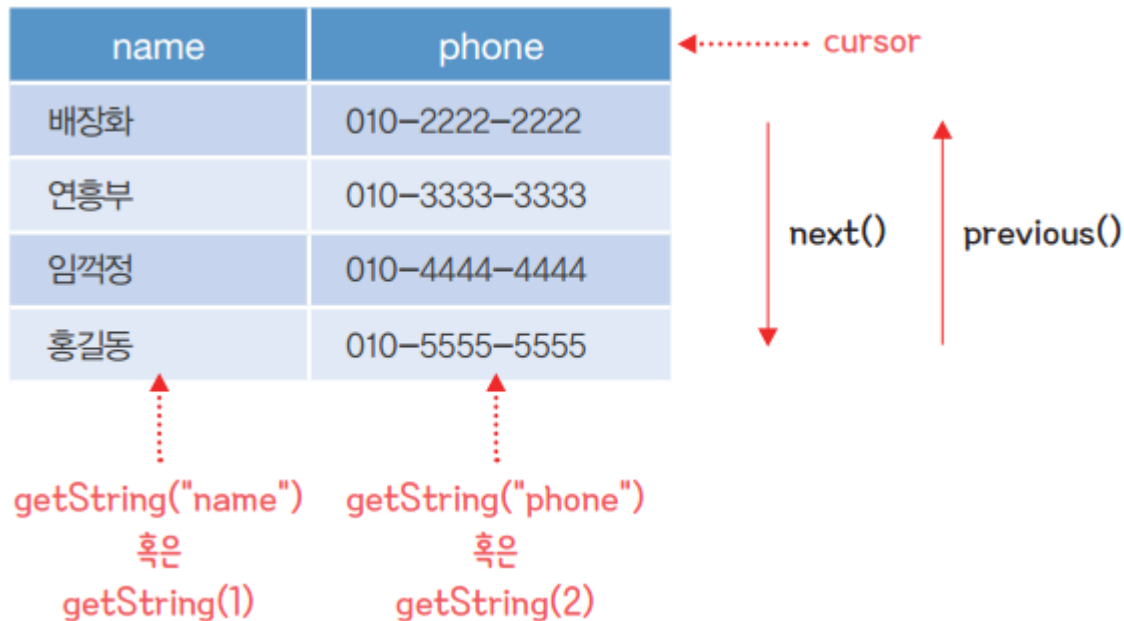 name phone cursor
배장화 010-2222-2222
연흥부 010-3333-3333
next() previous()
임꺽정 010-4444-4444
홍길동 010-5555-5555
getString("name") getString("phone")
혹은 혹은
getString(1) getString(2)